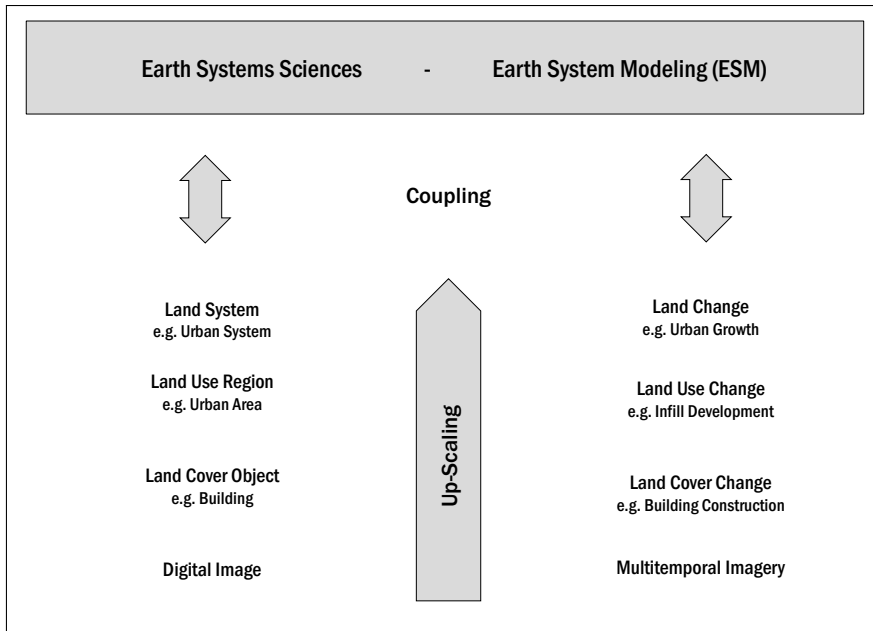 Earth Systems Sciences - Earth System Modeling (ESM)
Coupling
Land System
e.g. Urban System
Land Use Region
e.g. Urban Area
Land Cover Object
e.g. Building
Digital Image
Up-Scaling
Land Change
e.g. Urban Growth
Land Use Change
e.g. Infill Development
Land Cover Change
e.g. Building Construction
Multitemporal Imagery